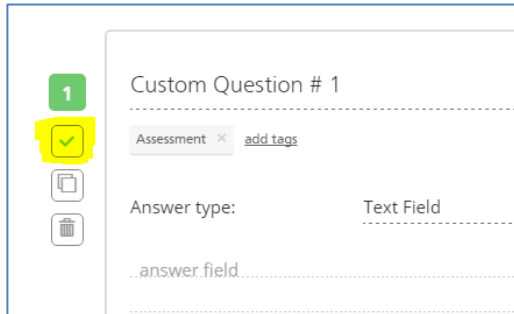 1
Custom Question # 1
Assessment × add tags
Answer type: Text Field
answer field